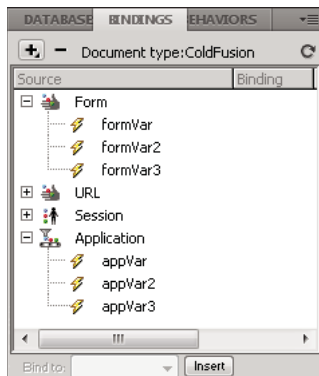 DATABASE BINDINGS EHAVIORS
Document type:ColdFusion
Source Binding
Form
formVar
formVar2
formVar3
URL
Session
Application
appVar
appVar2
appVar3
Bind to: Insert